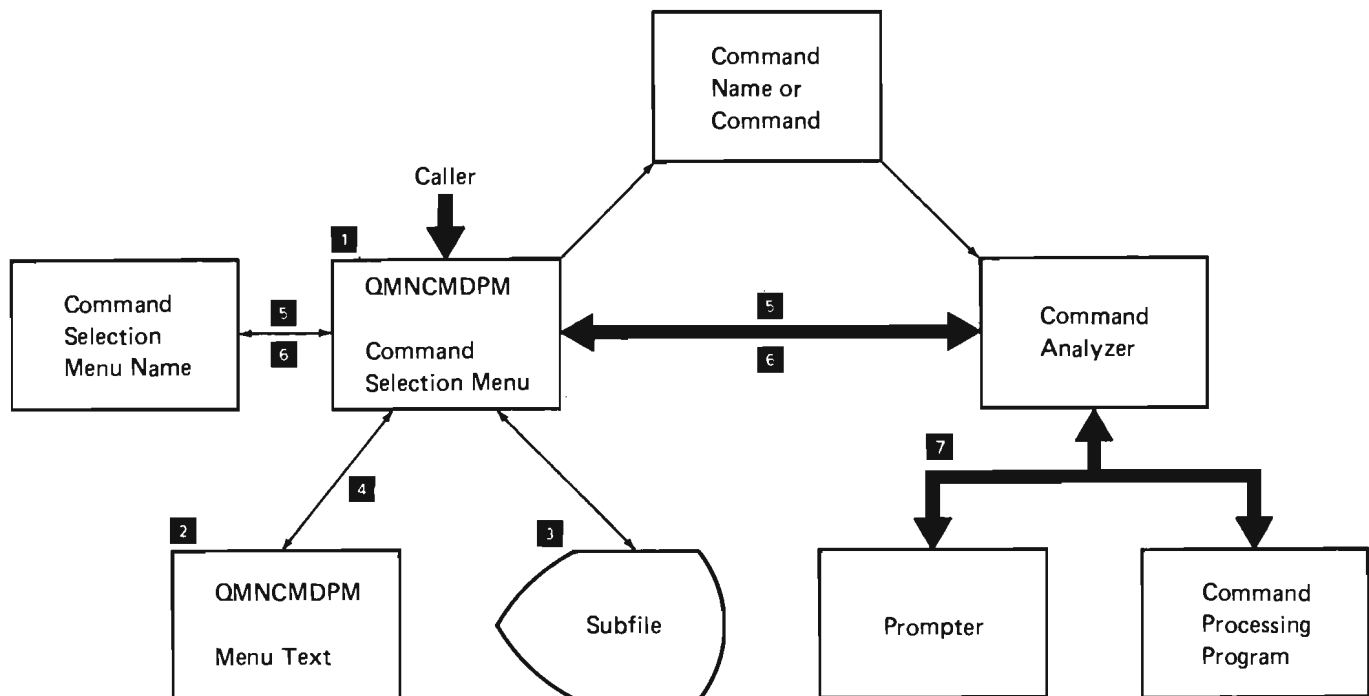 Command
Name or
Command
Caller
1
Command
Selection
Menu Name
5
6
QMNCMDPM
Command
Selection Menu
5
6
Command
Analyzer
4
7
2
QMNCMDPM
Menu Text
3
Subfile
Prompter
Command
Processing
Program